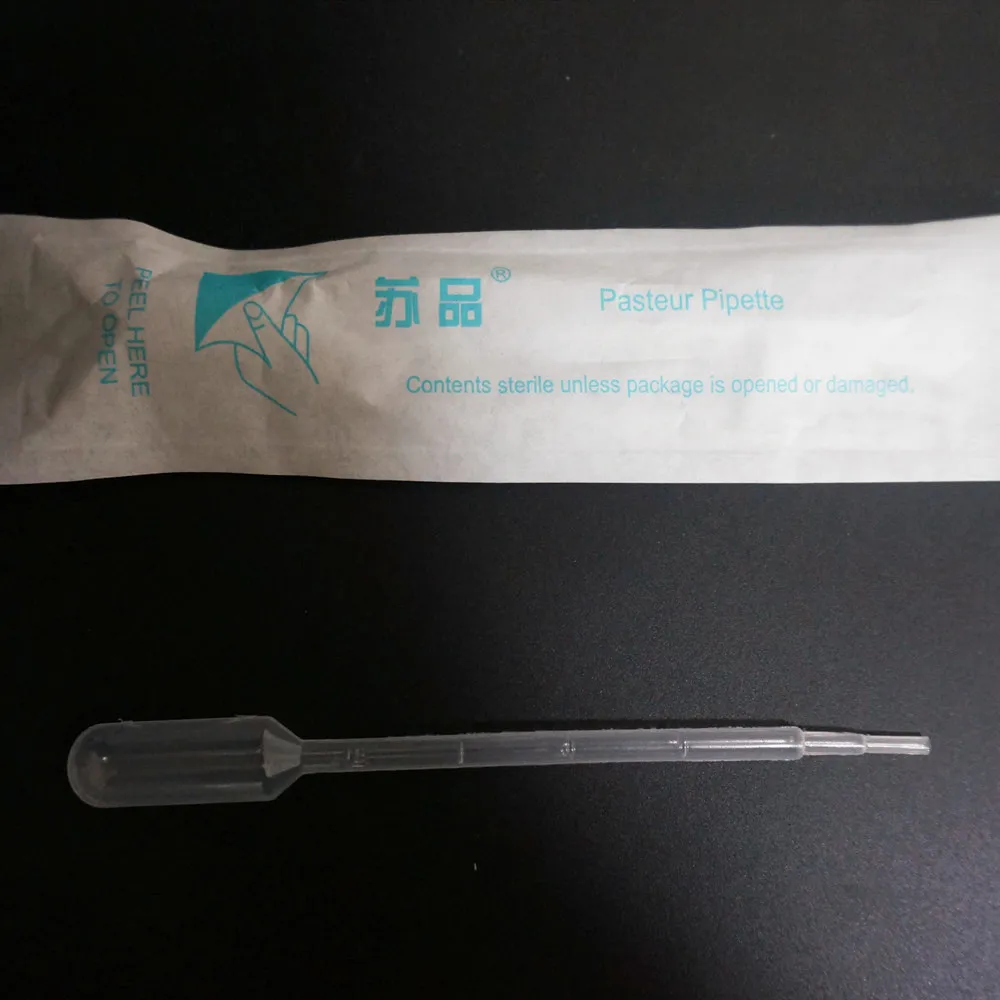 PEEL HERE
TO OPEN
苏品®
Pasteur Pipette
Contents sterile unless package is opened or damaged.